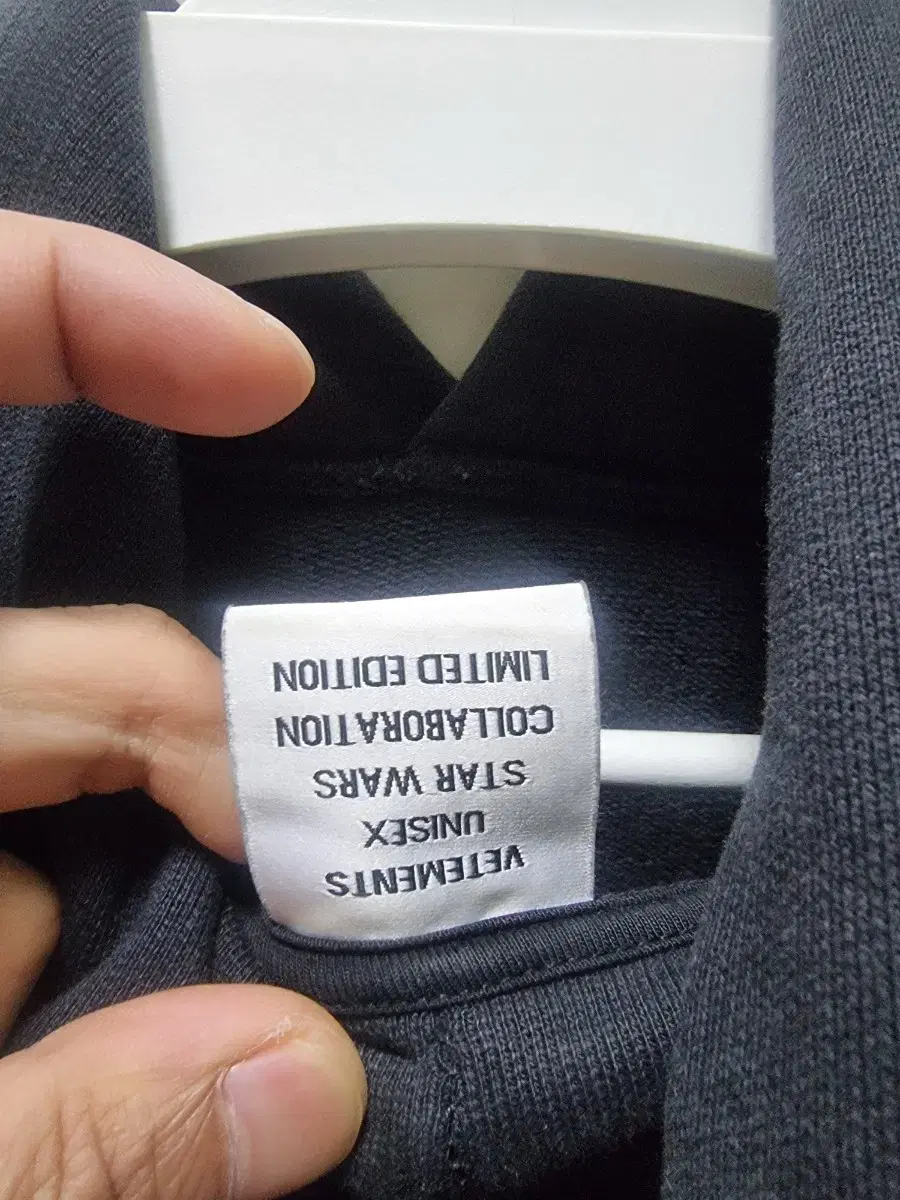 VETEMENTS
UNISEX
STAR WARS
COLLABORATION
LIMITED EDITION